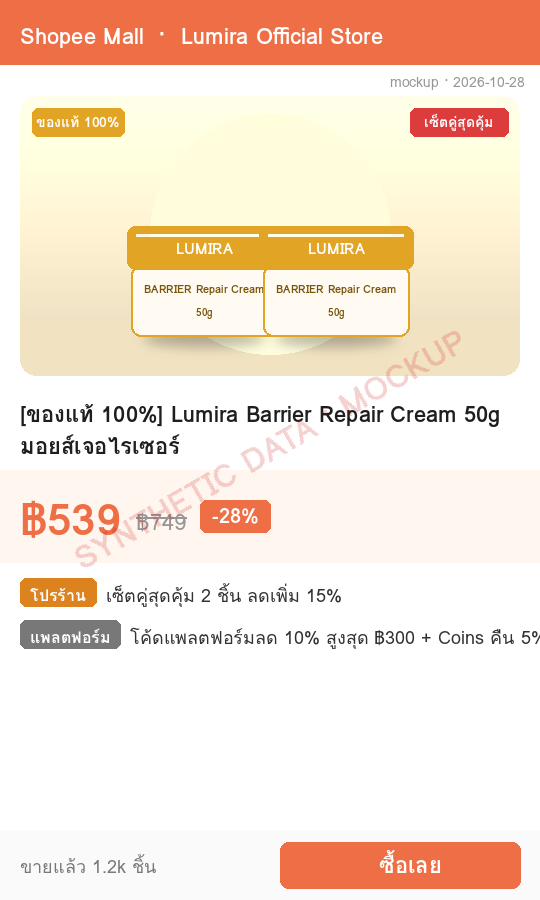 Shopee Mall · Lumira Official Store
mockup · 2026-10-28
ของแท้ 100%
เซ็ตคู่สุดคุ้ม
LUMIRA LUMIRA
BARRIER Repair Cream BARRIER Repair Cream
50g 50g
[ของแท้ 100%] Lumira Barrier Repair Cream 50g
มอยส์เจอไรเซอร์
SYNTHETIC DATA · MOCKUP
฿539 ฿749 -28%
โปรร้าน เซ็ตคู่สุดคุ้ม 2 ชิ้น ลดเพิ่ม 15%
แพลตฟอร์ม โค้ดแพลตฟอร์มลด 10% สูงสุด ฿300 + Coins คืน 5%
ขายแล้ว 1.2k ชิ้น
ซื้อเลย